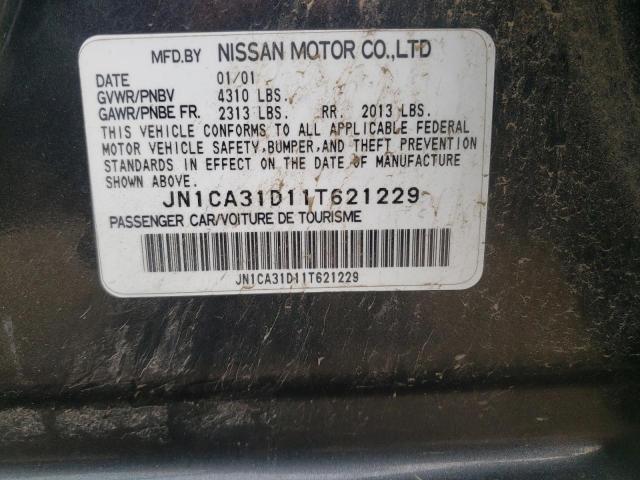 MFD.BY NISSAN MOTOR CO.,LTD
DATE 01/01
GVWR/PNBV 4310 LBS.
GAWR/PNBE FR. 2313 LBS. RR. 2013 LBS.
THIS VEHICLE CONFORMS TO ALL APPLICABLE FEDERAL
MOTOR VEHICLE SAFETY,BUMPER,AND THEFT PREVENTION
STANDARDS IN EFFECT ON THE DATE OF MANUFACTURE
SHOWN ABOVE.
JN1CA31D11T621229
PASSENGER CAR/VOITURE DE TOURISME
JN1CA31D11T621229